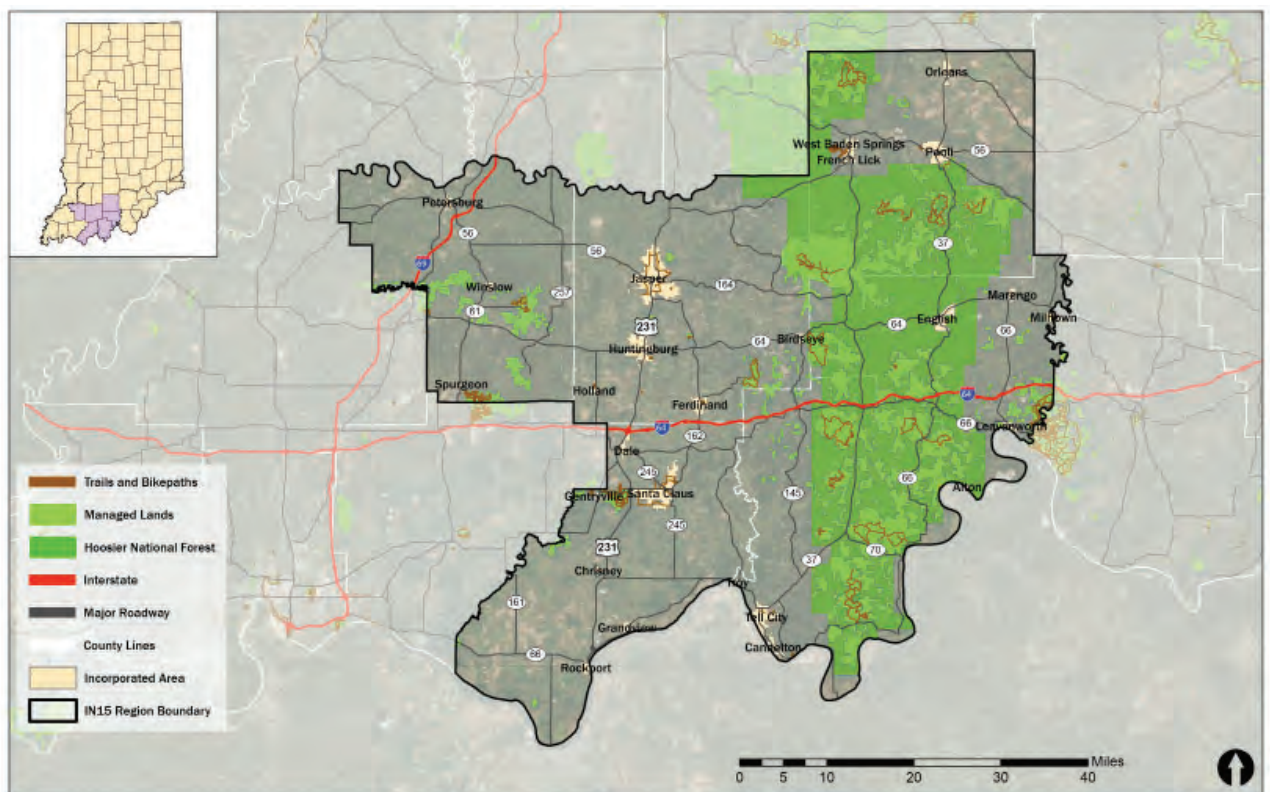 Orleans
West Baden Springs
French Lick
Paoli
56
Petersburg
56
37
69
56
Jasper
Winslow
257
164
Marengo
61
231
64
English
66
Milltown
Huntingburg
64
Birdseye
Spurgeon
Holland
Ferdinand
64
64
66
Leavenworth
162
Dale
245
66
Alton
Gentryville
Santa Claus
145
245
231
70
37
Chrisney
Troy
161
Tell City
Grandview
Cannelton
66
Rockport
Trails and Bikepaths
Managed Lands
Hoosier National Forest
Interstate
Major Roadway
County Lines
Incorporated Area
IN15 Region Boundary
Miles
0 5 10 20 30 40